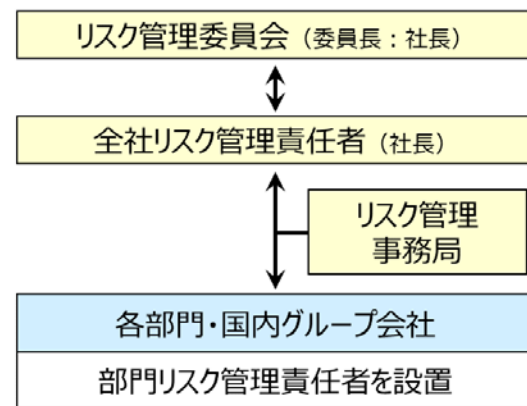 リスク管理委員会（委員長：社長）
全社リスク管理責任者（社長）
リスク管理
事務局
各部門・国内グループ会社
部門リスク管理責任者を設置